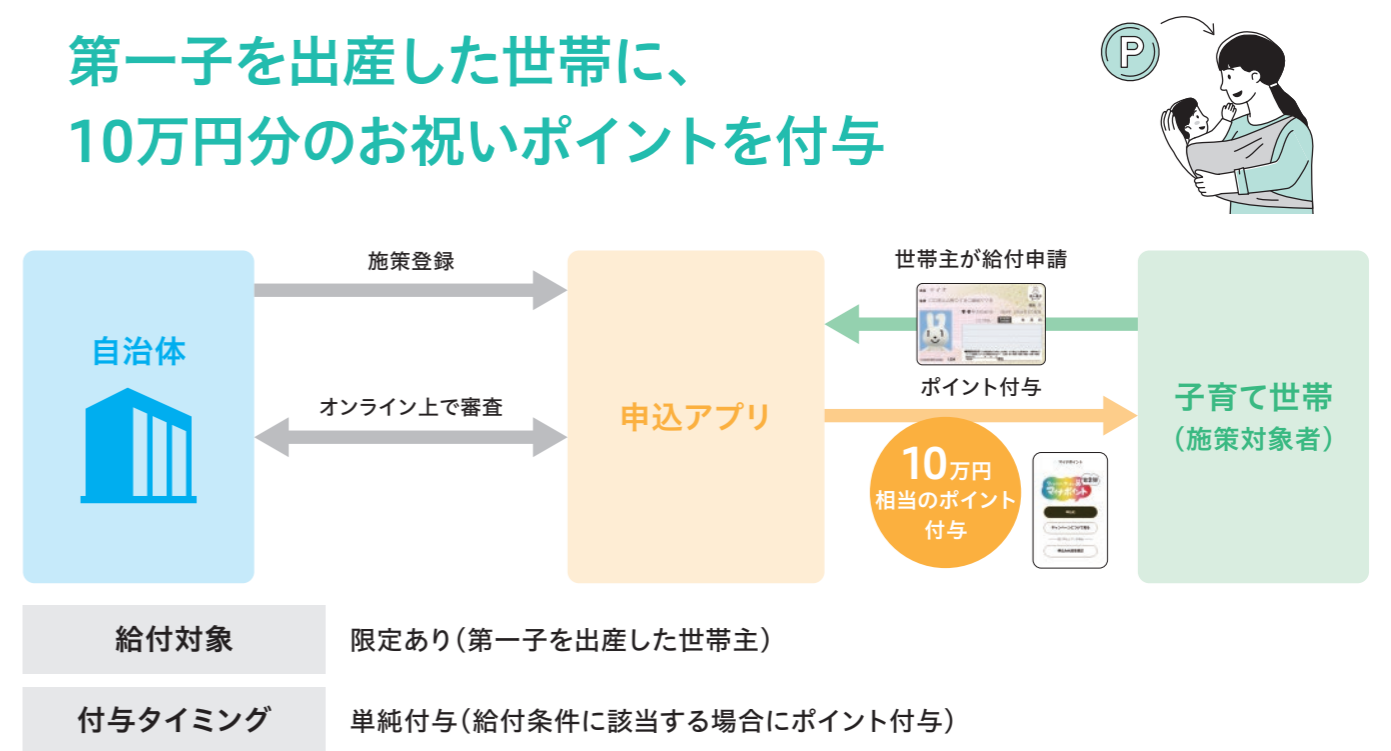 第一子を出産した世帯に、
10万円分のお祝いポイントを付与
P
施策登録
世帯主が給付申請
自治体
オンライン上で審査
申込アプリ
ポイント付与
10万円
相当のポイント
付与
マイナポイント
子育て世帯
（施策対象者）
給付対象
限定あり（第一子を出産した世帯主）
付与タイミング
単純付与（給付条件に該当する場合にポイント付与）